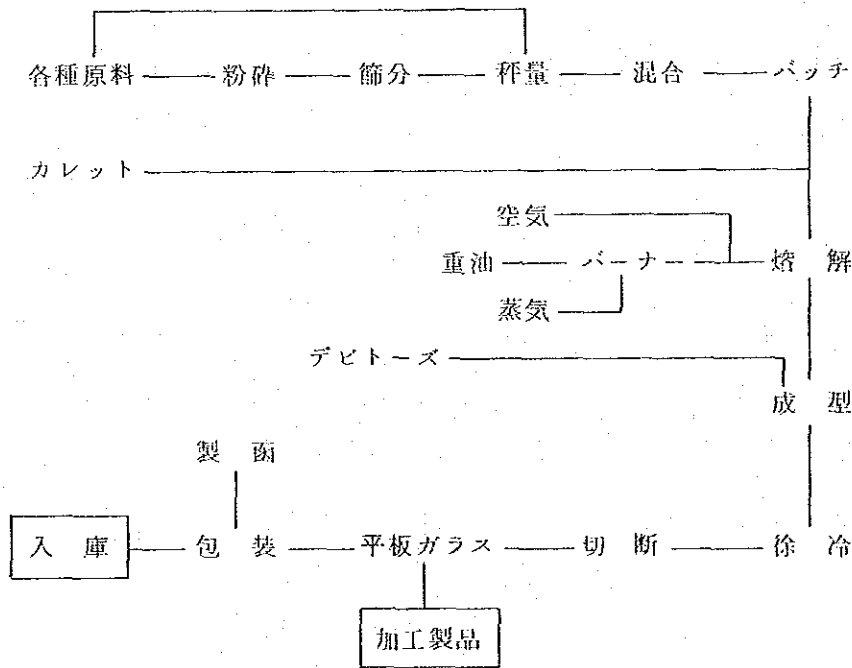 各種原料 粉砕 篩分 秤量 混合 バッチ
カレット
空気
重油 バーナ 熔解
蒸気
デビトーズ
成型
製函
入庫 包装 平板ガラス 切断 徐冷
加工製品